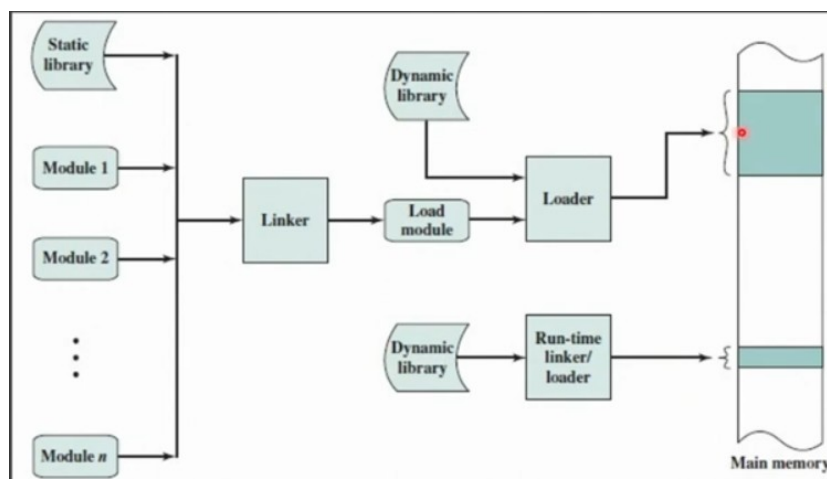 Static
library
Dynamic
library
Module 1
Linker
Load
module
Loader
Module 2
Dynamic
library
Run-time
linker/
loader
Module n
Main memory